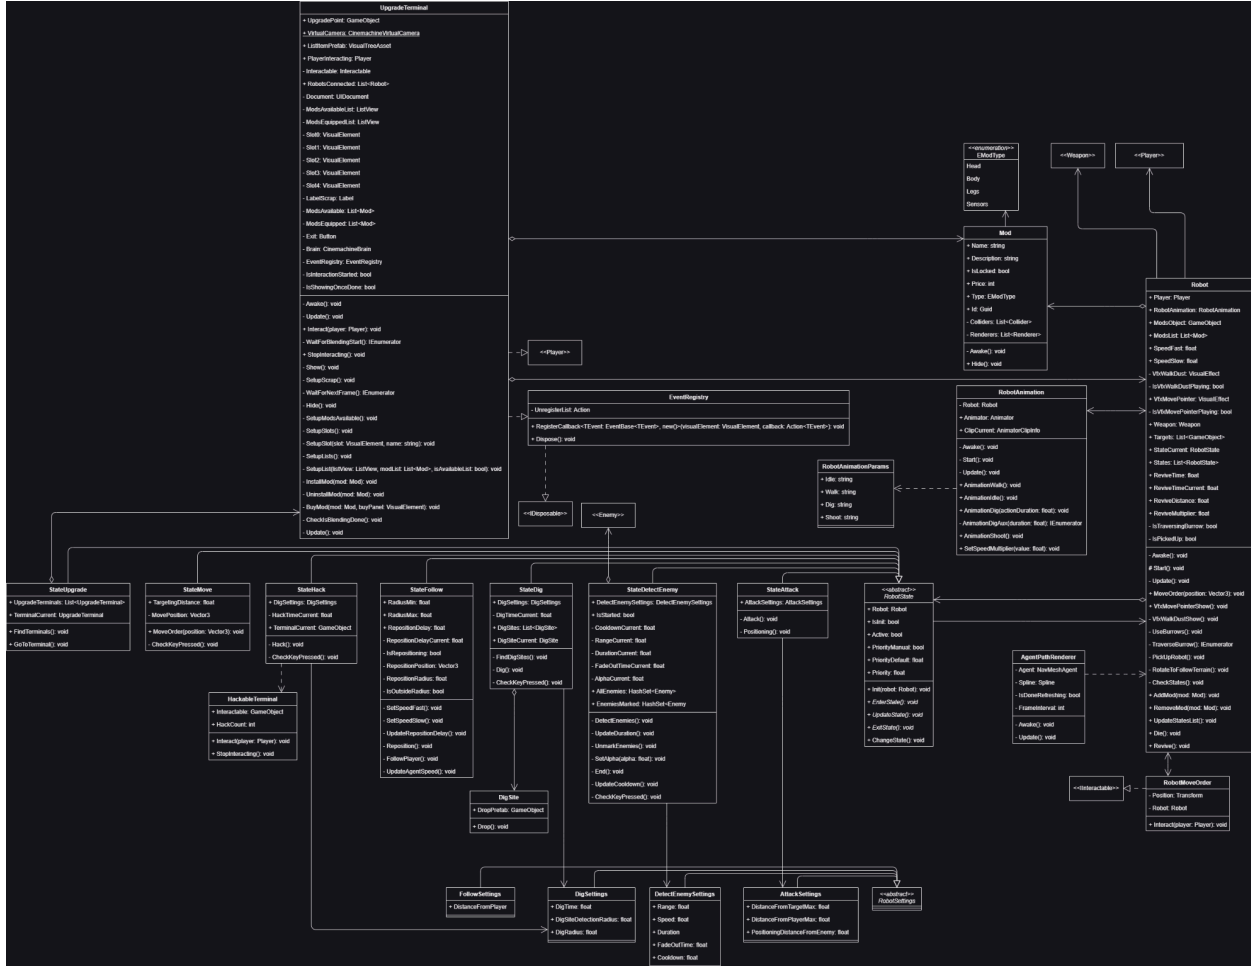 UpgradeTerminal
+ UpgradePoint: GameObject
+ VirtualCamera: CinemachineVirtualCamera
+ ListItemPrefab: VisualTreeAsset
+ PlayerInteracting: Player
- Interactable: Interactable
+ RobotsConnected: List<Robot>
- Document: UIDocument
- ModsAvailableList: ListView
- ModsEquippedList: ListView
- Slot0: VisualElement
- Slot1: VisualElement
- Slot2: VisualElement
- Slot3: VisualElement
- Slot4: VisualElement
- LabelScrap: Label
- ModsAvailable: List<Mod>
- ModsEquipped: List<Mod>
- Exit: Button
- Brain: CinemachineBrain
- EventRegistry: EventRegistry
- IsInteractionStarted: bool
- IsShowingOnceDone: bool
- Awake(): void
- Update(): void
+ Interact(player: Player): void
- WaitForBlendingStart(): IEnumerator
+ StopInteracting(): void
- Show(): void
- SetupScrap(): void
- WaitForNextFrame(): IEnumerator
- Hide(): void
- SetupModsAvailable(): void
- SetupSlots(): void
- SetupSlot(slot: VisualElement, name: string): void
- SetupLists(): void
- SetupList(listView: ListView, modList: List<Mod>, isAvailableList: bool): void
- InstallMod(mod: Mod): void
- UninstallMod(mod: Mod): void
- BuyMod(mod: Mod, buyPanel: VisualElement): void
- CheckIsBlendingDone(): void
- Update(): void
<<enumeration>>
EModType
Head
Body
Legs
Sensors
<<Weapon>>
<<Player>>
Mod
+ Name: string
+ Description: string
+ IsLocked: bool
+ Price: int
+ Type: EModType
+ Id: Guid
- Colliders: List<Collider>
- Renderers: List<Renderer>
- Awake(): void
+ Hide(): void
Robot
+ Player: Player
+ RobotAnimation: RobotAnimation
+ ModsObject: GameObject
+ ModsList: List<Mod>
+ SpeedFast: float
+ SpeedSlow: float
- VfxWalkDust: VisualEffect
- IsVfxWalkDustPlaying: bool
+ VfxMovePointer: VisualEffect
- IsVfxMovePointerPlaying: bool
+ Weapon: Weapon
+ Targets: List<GameObject>
+ StateCurrent: RobotState
+ States: List<RobotState>
+ ReviveTime: float
+ ReviveTimeCurrent: float
+ ReviveDistance: float
+ ReviveMultiplier: float
- IsTraversingBurrow: bool
- IsPickedUp: bool
- Awake(): void
# Start(): void
- Update(): void
+ MoveOrder(position: Vector3): void
- VfxMovePointerShow(): void
- VfxWalkDustShow(): void
- UseBurrows(): void
- TraverseBurrow(): IEnumerator
- PickUpRobot(): void
- RotateToFollowTerrain(): void
- CheckStates(): void
+ AddMod(mod: Mod): void
+ RemoveMod(mod: Mod): void
+ UpdateStatesList(): void
- Die(): void
+ Revive(): void
<<Player>>
EventRegistry
- UnregisterList: Action
+ RegisterCallback<TEvent: EventBase<TEvent>, new()>(visualElement: VisualElement, callback: Action<TEvent>): void
+ Dispose(): void
<<IDisposable>>
<<Enemy>>
RobotAnimation
- Robot: Robot
+ Animator: Animator
+ ClipCurrent: AnimatorClipInfo
- Awake(): void
- Start(): void
- Update(): void
+ AnimationWalk(): void
+ AnimationIdle(): void
+ AnimationDig(actionDuration: float): void
- AnimationDigAux(duration: float): IEnumerator
+ AnimationShoot(): void
+ SetSpeedMultiplier(value: float): void
RobotAnimationParams
+ Idle: string
+ Walk: string
+ Dig: string
+ Shoot: string
StateUpgrade
+ UpgradeTerminals: List<UpgradeTerminal>
+ TerminalCurrent: UpgradeTerminal
- FindTerminals(): void
- GoToTerminal(): void
StateMove
+ TargetingDistance: float
- MovePosition: Vector3
+ MoveOrder(position: Vector3): void
- CheckKeyPressed(): void
StateHack
+ DigSettings: DigSettings
- HackTimeCurrent: float
+ TerminalCurrent: GameObject
- Hack(): void
- CheckKeyPressed(): void
StateFollow
+ RadiusMin: float
+ RadiusMax: float
+ RepositionDelay: float
- RepositionDelayCurrent: float
- IsRepositioning: bool
- RepositionPosition: Vector3
+ RepositionRadius: float
- IsOutsideRadius: bool
- SetSpeedFast(): void
- SetSpeedSlow(): void
- UpdateRepositionDelay(): void
- Reposition(): void
- FollowPlayer(): void
- UpdateAgentSpeed(): void
StateDig
+ DigSettings: DigSettings
- DigTimeCurrent: float
+ DigSites: List<DigSite>
+ DigSiteCurrent: DigSite
- FindDigSites(): void
- Dig(): void
- CheckKeyPressed(): void
StateDetectEnemy
+ DetectEnemySettings: DetectEnemySettings
+ IsStarted: bool
- CooldownCurrent: float
- RangeCurrent: float
- DurationCurrent: float
- FadeOutTimeCurrent: float
- AlphaCurrent: float
+ AllEnemies: HashSet<Enemy>
+ EnemiesMarked: HashSet<Enemy
- DetectEnemies(): void
- UpdateDuration(): void
- UnmarkEnemies(): void
- SetAlpha(alpha: float): void
- End(): void
- UpdateCooldown(): void
- CheckKeyPressed(): void
StateAttack
+ AttackSettings: AttackSettings
- Attack(): void
- Positioning(): void
<<abstract>>
RobotState
+ Robot: Robot
+ IsInit: bool
+ Active: bool
+ PriorityManual: bool
+ PriorityDefault: float
+ Priority: float
+ Init(robot: Robot): void
+ EnterState(): void
+ UpdateState(): void
+ ExitState(): void
+ ChangeState(): void
AgentPathRenderer
- Agent: NavMeshAgent
- Spline: Spline
- IsDoneRefreshing: bool
- FrameInterval: int
- Awake(): void
- Update(): void
HackableTerminal
+ Interactable: GameObject
+ HackCount: int
+ Interact(player: Player): void
+ StopInteracting(): void
DigSite
+ DropPrefab: GameObject
+ Drop(): void
<<IInteractable>>
RobotMoveOrder
- Position: Transform
- Robot: Robot
+ Interact(player: Player): void
FollowSettings
+ DistanceFromPlayer
DigSettings
+ DigTime: float
+ DigSiteDetectionRadius: float
+ DigRadius: float
DetectEnemySettings
+ Range: float
+ Speed: float
+ Duration
+ FadeOutTime: float
+ Cooldown: float
AttackSettings
+ DistanceFromTargetMax: float
+ DistanceFromPlayerMax: float
+ PositioningDistanceFromEnemy: float
<<abstract>>
RobotSettings